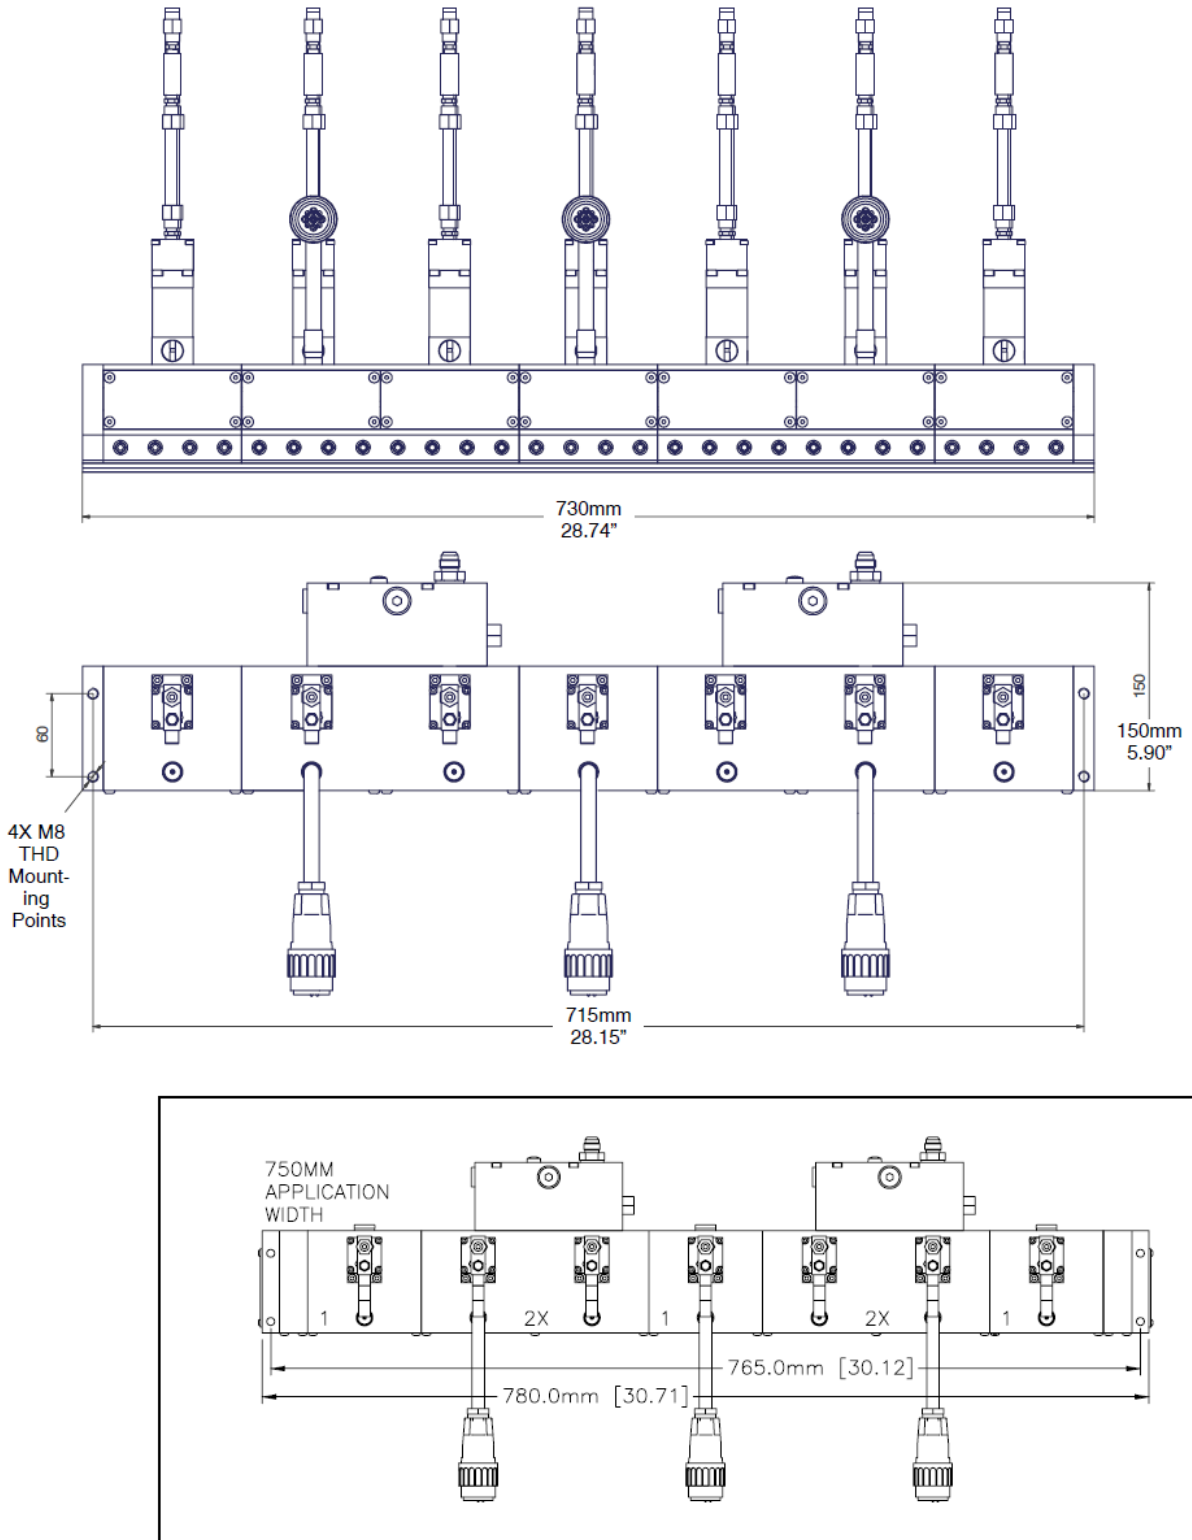 730mm
28.74”
60
150
150mm
5.90”
4X M8
THD
Mount-
ing
Points
715mm
28.15”
750MM
APPLICATION
WIDTH
1
2X
1
2X
1
765.0mm [30.12]
780.0mm [30.71]